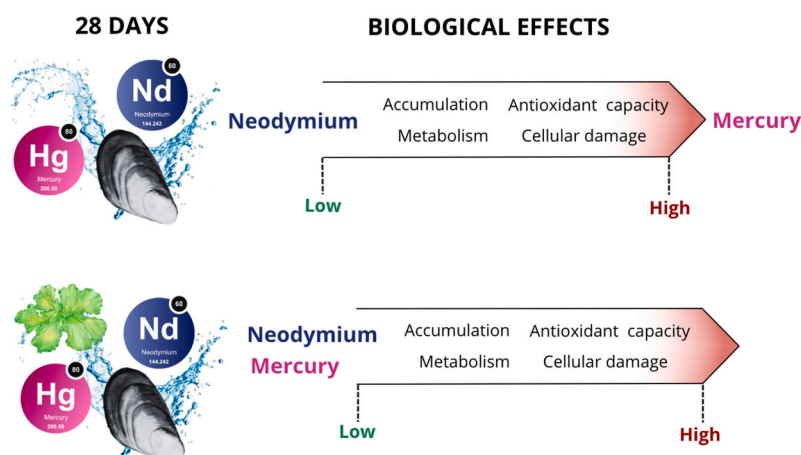 28 DAYS
BIOLOGICAL EFFECTS
60
Nd
Neodymium
144.242
80
Hg
Mercury
200.59
Neodymium
Accumulation Antioxidant capacity
Metabolism Cellular damage
Mercury
Low
High
60
Nd
Neodymium
144.242
80
Hg
Mercury
200.59
Neodymium
Mercury
Accumulation Antioxidant capacity
Metabolism Cellular damage
Low
High